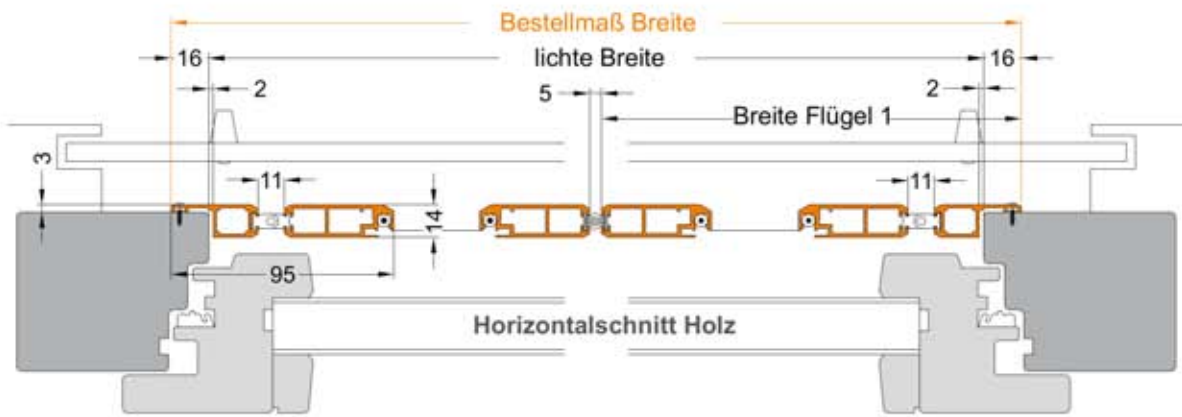 Bestellmaß Breite
16 lichte Breite 16
2 5 2
Breite Flügel 1
3
11 11
14
95
Horizontalschnitt Holz